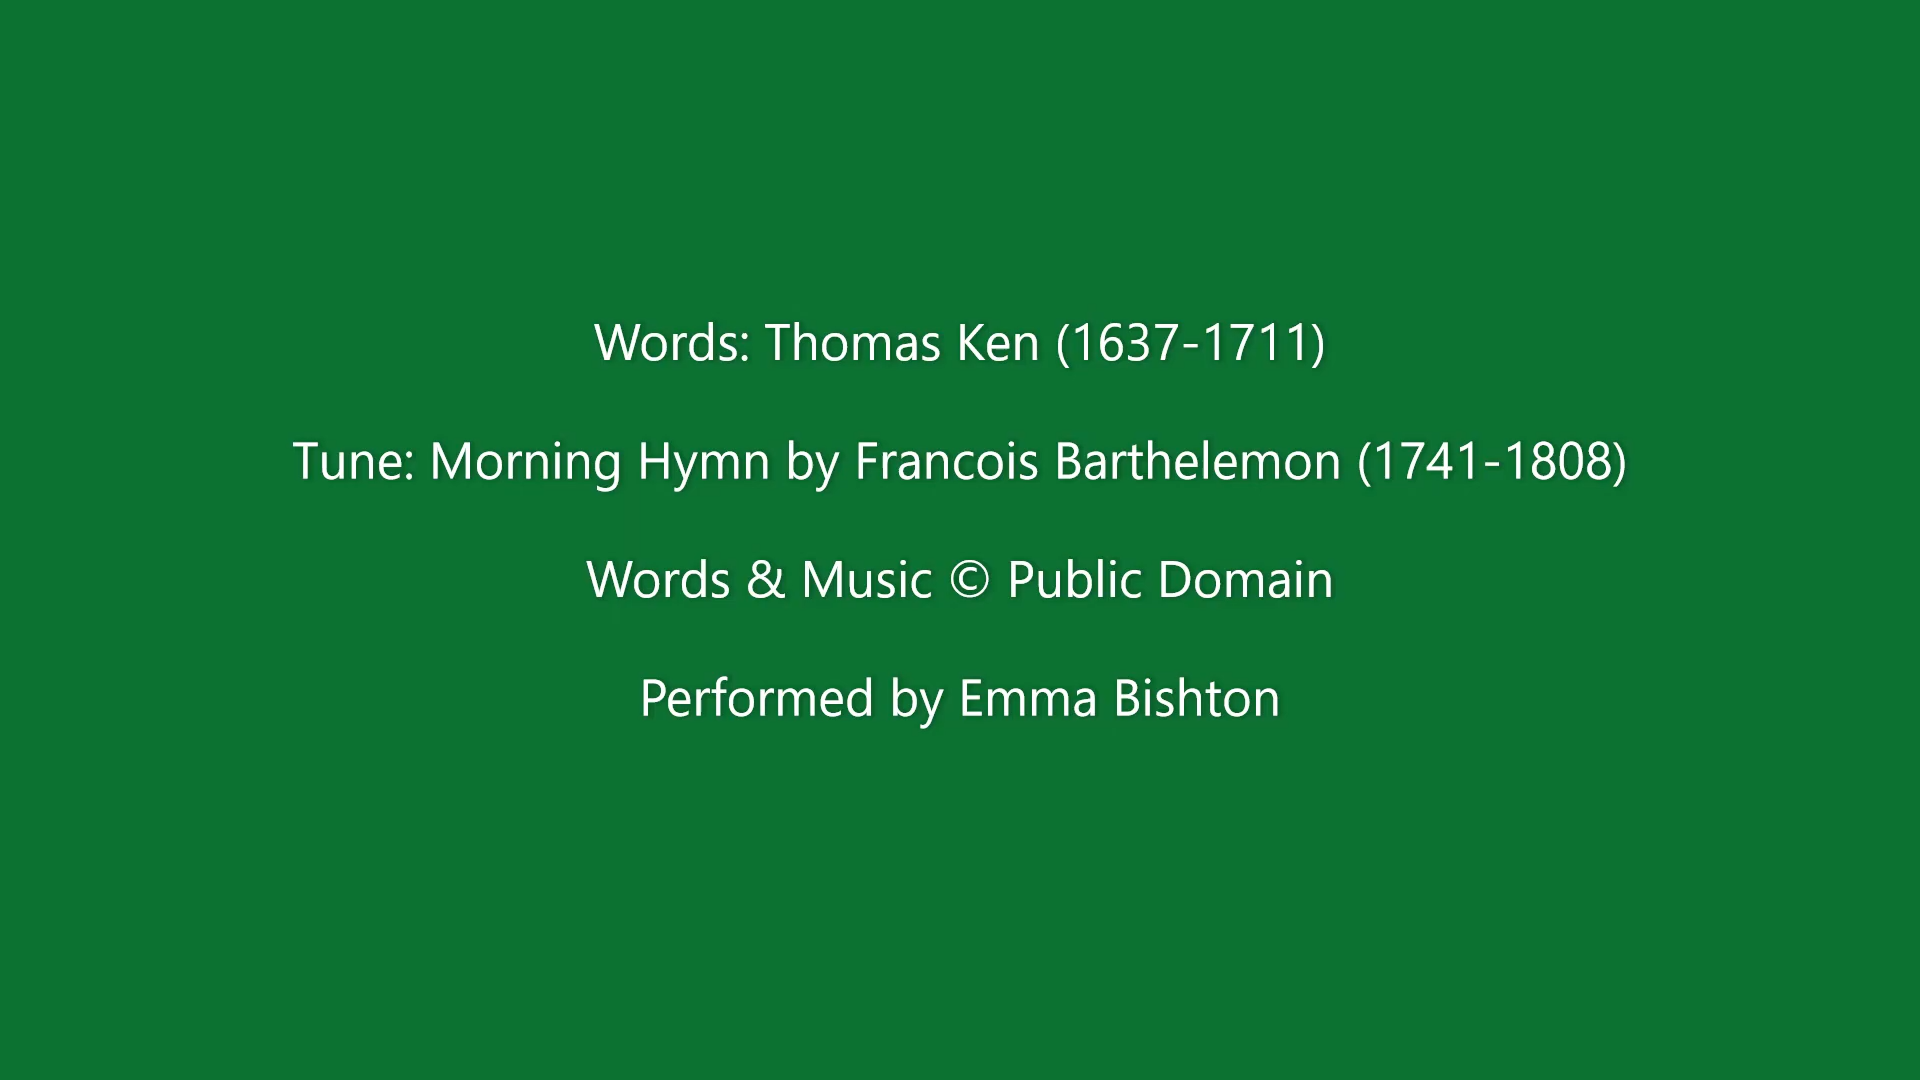 Words: Thomas Ken (1637-1711)
Tune: Morning Hymn by Francois Barthelemon (1741-1808)
Words & Music © Public Domain
Performed by Emma Bishton